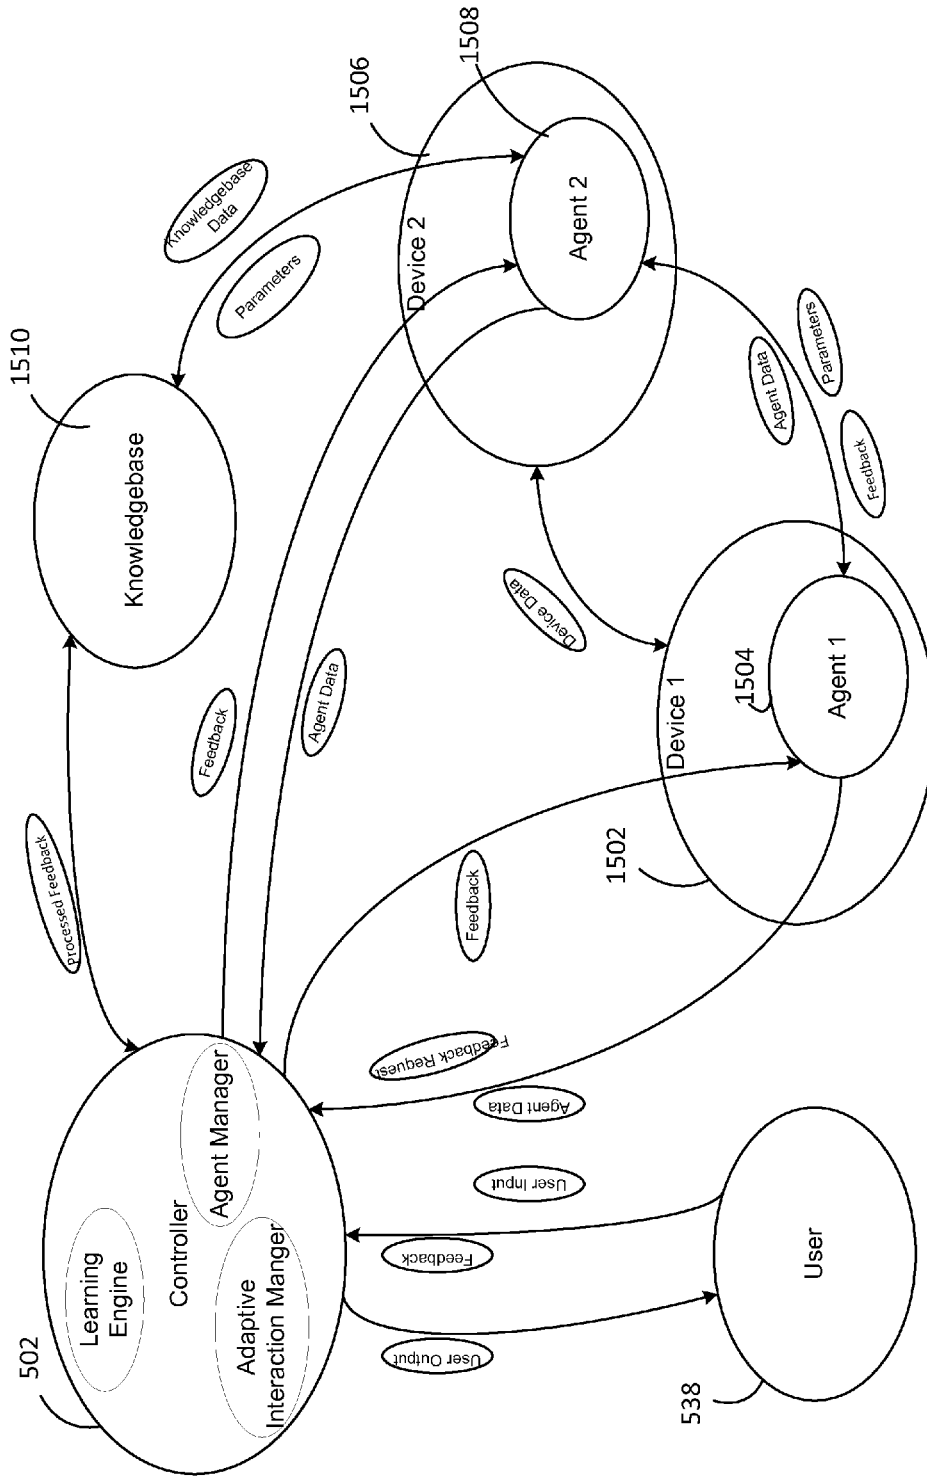 502
Learning
Engine
Controller
Agent Manager
Adaptive
Interaction Manger
Processed Feedback
Knowledgebase
1510
Knowledgebase
Data
Parameters
Feedback
Agent Data
Device 2
1506
Agent 2
1508
Device Data
Agent Data
Parameters
Feedback
Device 1
1502
1504
Agent 1
Feedback
Feedback Request
Agent Data
User Input
Feedback
User Output
User
538